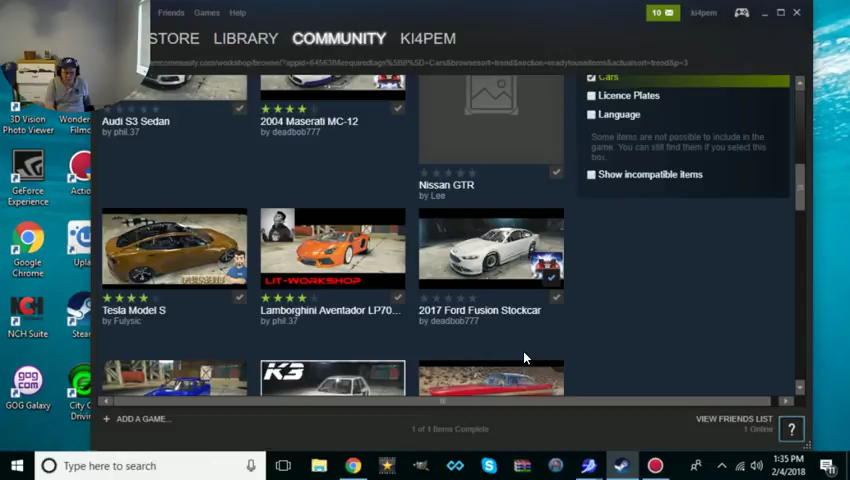 Friends Games Help
10
ki4pem
STORE LIBRARY COMMUNITY KI4PEM
Audi S3 Sedan
by phil.37
2004 Maserati MC-12
by deadbob777
Nissan GTR
by Lee
Cars
Licence Plates
Language
Some items are not possible to include in the
game. You can still find them if you select this
box.
Show incompatible items
Tesla Model S
by Fulysic
LIT-WORKSHOP
Lamborghini Aventador LP70...
by phil.37
2017 Ford Fusion Stockcar
by deadbob777
K3
+ ADD A GAME...
1 of 1 Items Complete
VIEW FRIENDS LIST
1 Online
?
3D Vision
Photo Viewer
GeForce
Experience
Google
Chrome
NCH
NCH Suite
gog
com
GOG Galaxy
Type here to search
1:35 PM
2/4/2018